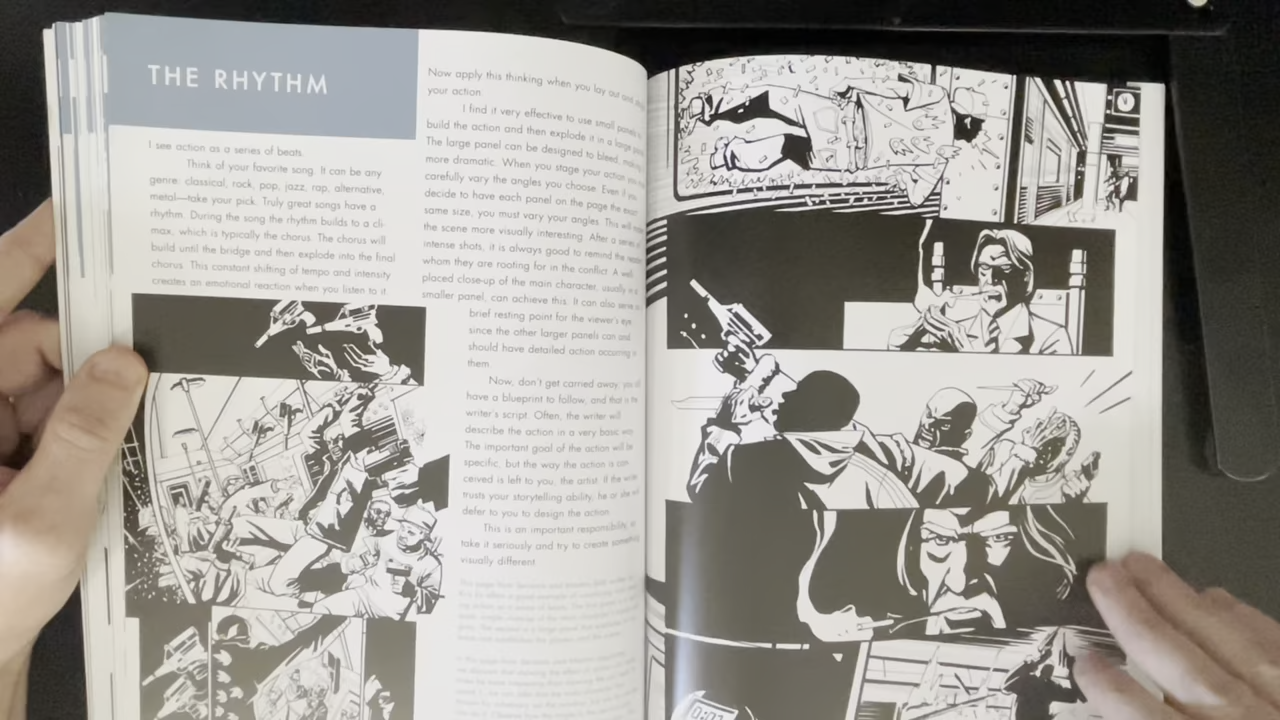 THE RHYTHM
I see action as a series of beats.
Think of your favorite song. It can be any
genre: classical, rock, pop, jazz, rap, alternative,
metal—take your pick. Truly great songs have a
rhythm. During the song the rhythm builds to a cli-
max, which is typically the chorus. The chorus will
build until the bridge and then explode into the final
chorus. This constant shifting of tempo and intensity
creates an emotional reaction when you listen to it.
Now apply this thinking when you lay out and
your action.
I find it very effective to use small panels to
build the action and then explode it in a large
The large panel can be designed to bleed, making
more dramatic. When you stage your action you
carefully vary the angles you choose. Even if you
decide to have each panel on the page the exact
same size, you must vary your angles. This will make
the scene more visually interesting. After a series of
intense shots, it is always good to remind the reader
whom they are rooting for in the conflict. A well
placed close-up of the main character, usually in a
smaller panel, can achieve this. It can also serve
brief resting point for the viewer's eye
since the other larger panels can and
should have detailed action occurring in
them.
Now, don't get carried away, you still
have a blueprint to follow, and that is the
writer's script. Often, the writer will
describe the action in a very basic way.
The important goal of the action will be
specific, but the way the action is con-
ceived is left to you, the artist. If the writer
trusts your storytelling ability, he or she will
defer to you to design the action.
This is an important responsibility, so
take it seriously and try to create something
visually different.